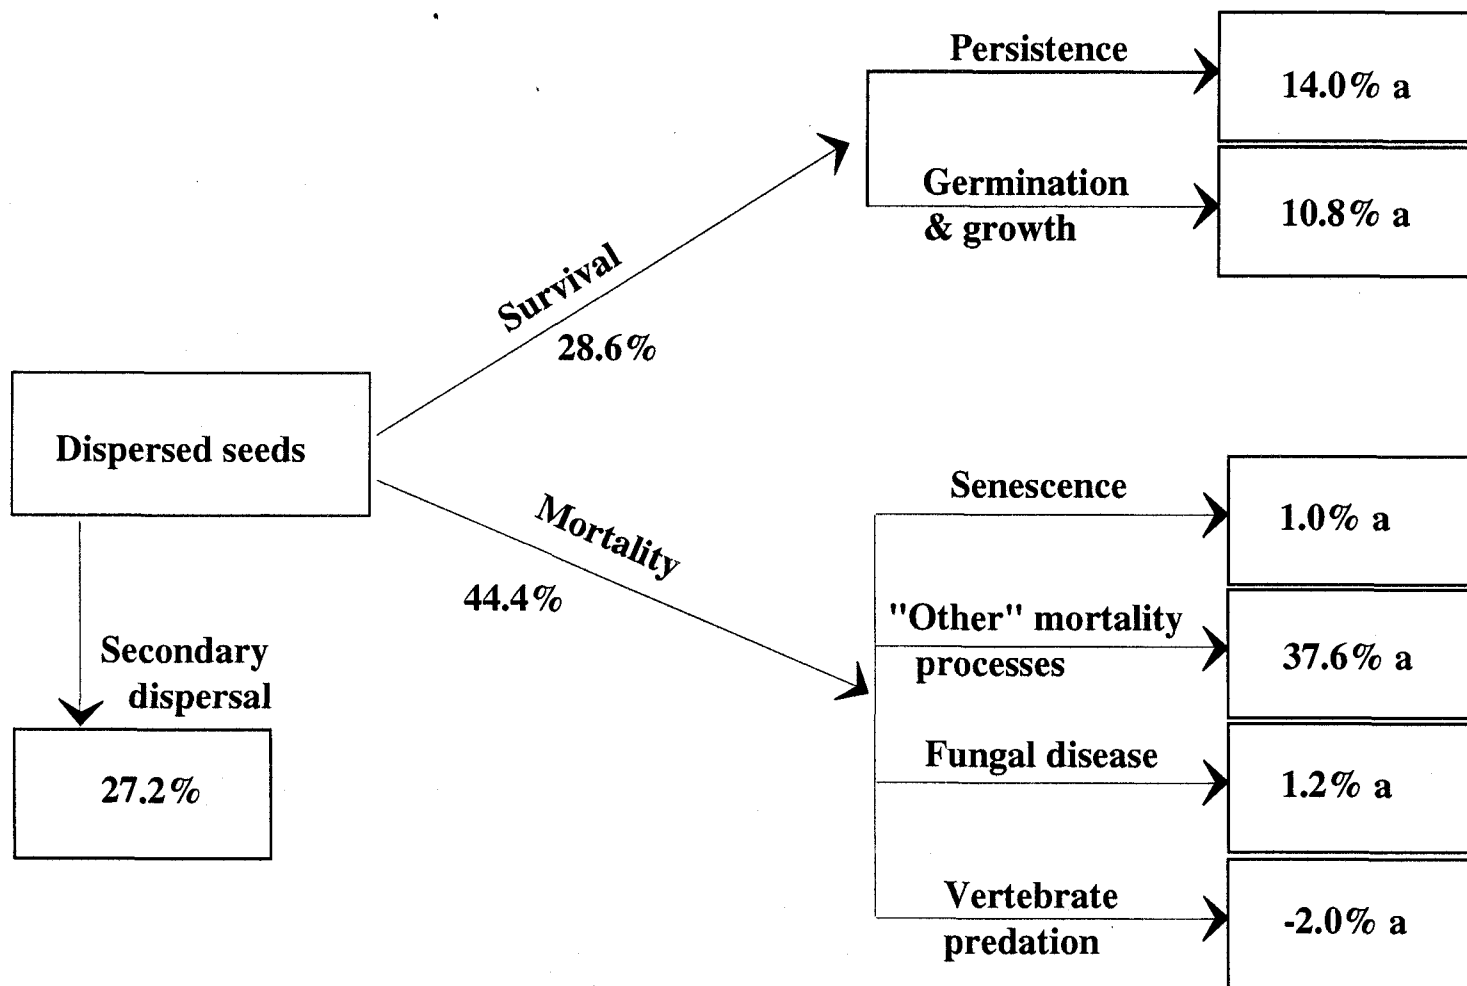 Persistence
14.0% a
Germination
& growth
10.8% a
Survival
28.6%
Dispersed seeds
Mortality
44.4%
Senescence
1.0% a
"Other" mortality
processes
37.6% a
Secondary
dispersal
27.2%
Fungal disease
1.2% a
Vertebrate
predation
-2.0% a